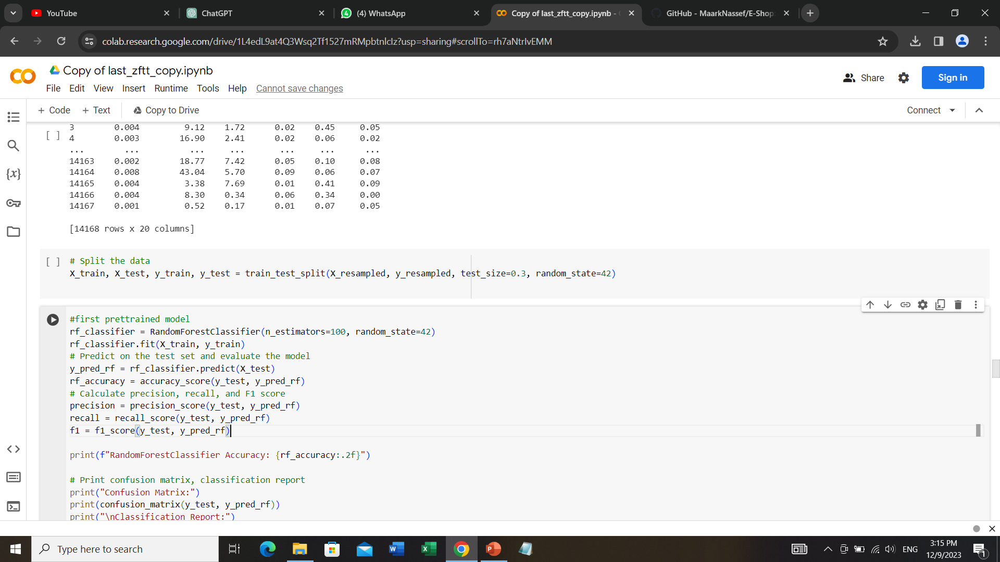 YouTube
ChatGPT
(4) WhatsApp
Copy of last_zftt_copy.ipynb -
GitHub - MaarkNassef/E-Shop
colab.research.google.com/drive/1L4edL9at4Q3Wsq2Tf1527mRMpbtnlcIz?usp=sharing#scrollTo=rh7aNtrIvEMM
Copy of last_zftt_copy.ipynb
File Edit View Insert Runtime Tools Help Cannot save changes
Share
Sign in
+ Code + Text Copy to Drive
Connect
[ ] 3 0.004 9.12 1.72 0.02 0.45 0.05
4 0.003 16.90 2.41 0.02 0.06 0.02
... ... ... ... ... ... ...
14163 0.002 18.77 7.42 0.05 0.10 0.08
14164 0.008 43.04 5.70 0.09 0.06 0.07
14165 0.004 3.38 7.69 0.01 0.41 0.09
14166 0.004 8.30 0.34 0.06 0.34 0.00
14167 0.001 0.52 0.17 0.01 0.07 0.05
[14168 rows x 20 columns]
[ ] # Split the data
X_train, X_test, y_train, y_test = train_test_split(X_resampled, y_resampled, test_size=0.3, random_state=42)
#first prettrained model
rf_classifier = RandomForestClassifier(n_estimators=100, random_state=42)
rf_classifier.fit(X_train, y_train)
# Predict on the test set and evaluate the model
y_pred_rf = rf_classifier.predict(X_test)
rf_accuracy = accuracy_score(y_test, y_pred_rf)
# Calculate precision, recall, and F1 score
precision = precision_score(y_test, y_pred_rf)
recall = recall_score(y_test, y_pred_rf)
f1 = f1_score(y_test, y_pred_rf)
print(f"RandomForestClassifier Accuracy: {rf_accuracy:.2f}")
# Print confusion matrix, classification report
print("Confusion Matrix:")
print(confusion_matrix(y_test, y_pred_rf))
print("\nClassification Report:")
Type here to search
ENG
3:15 PM
12/9/2023
1